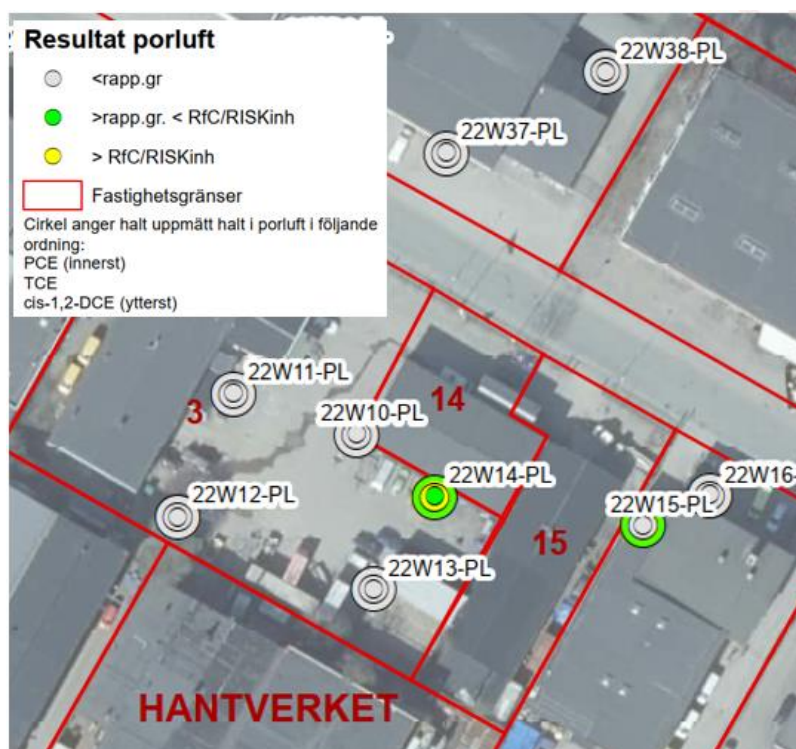 Resultat porluft
<rapp.gr
>rapp.gr. < RfC/RISKinh
> RfC/RISKinh
Fastighetsgränser
Cirkel anger halt uppmätt halt i porluft i följande
ordning:
PCE (innerst)
TCE
cis-1,2-DCE (ytterst)
22W38-PL
22W37-PL
22W11-PL
3
14
22W10-PL
22W14-PL
22W16-
22W12-PL
22W15-PL
15
22W13-PL
HANTVERKET